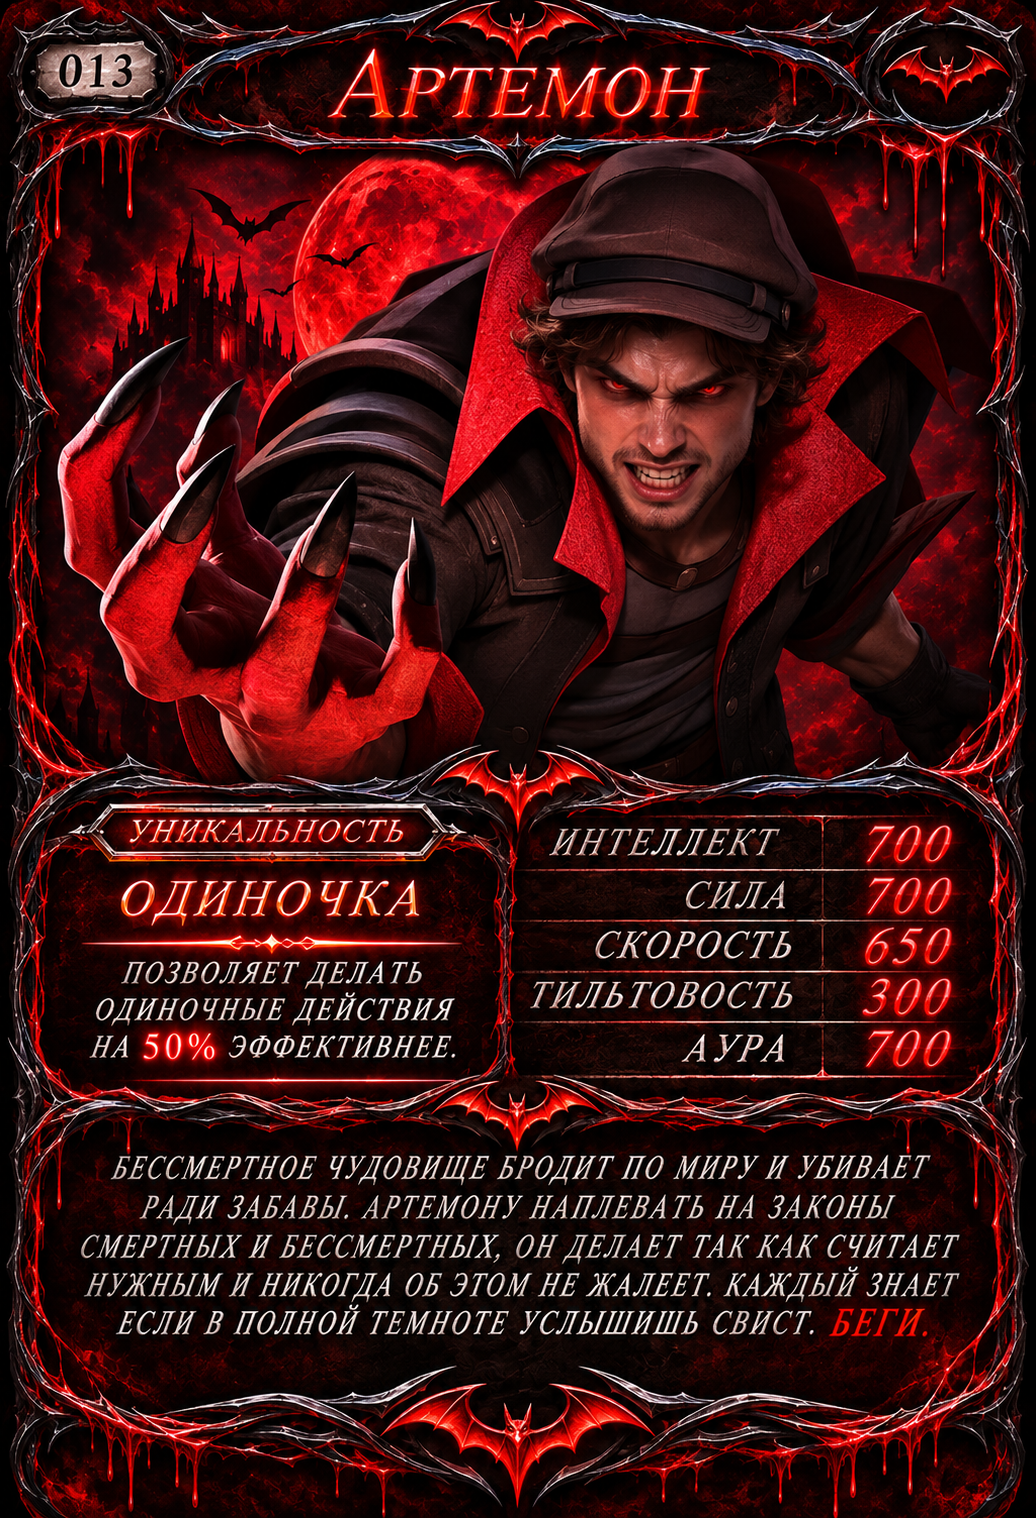 013
АРТЕМОН
УНИКАЛЬНОСТЬ
ОДИНОЧКА
ПОЗВОЛЯЕТ ДЕЛАТЬ
ОДИНОЧНЫЕ ДЕЙСТВИЯ
НА 50% ЭФФЕКТИВНЕЕ.
ИНТЕЛЛЕКТ 700
СИЛА 700
СКОРОСТЬ 650
ТИЛЬТОВОСТЬ 300
АУРА 700
БЕССМЕРТНОЕ ЧУДОВИЩЕ БРОДИТ ПО МИРУ И УБИВАЕТ
РАДИ ЗАБАВЫ. АРТЕМОНУ НАПЛЕВАТЬ НА ЗАКОНЫ
СМЕРТНЫХ И БЕССМЕРТНЫХ, ОН ДЕЛАЕТ ТАК КАК СЧИТАЕТ
НУЖНЫМ И НИКОГДА ОБ ЭТОМ НЕ ЖАЛЕЕТ. КАЖДЫЙ ЗНАЕТ
ЕСЛИ В ПОЛНОЙ ТЕМНОТЕ УСЛЫШИШЬ СВИСТ. БЕГИ.